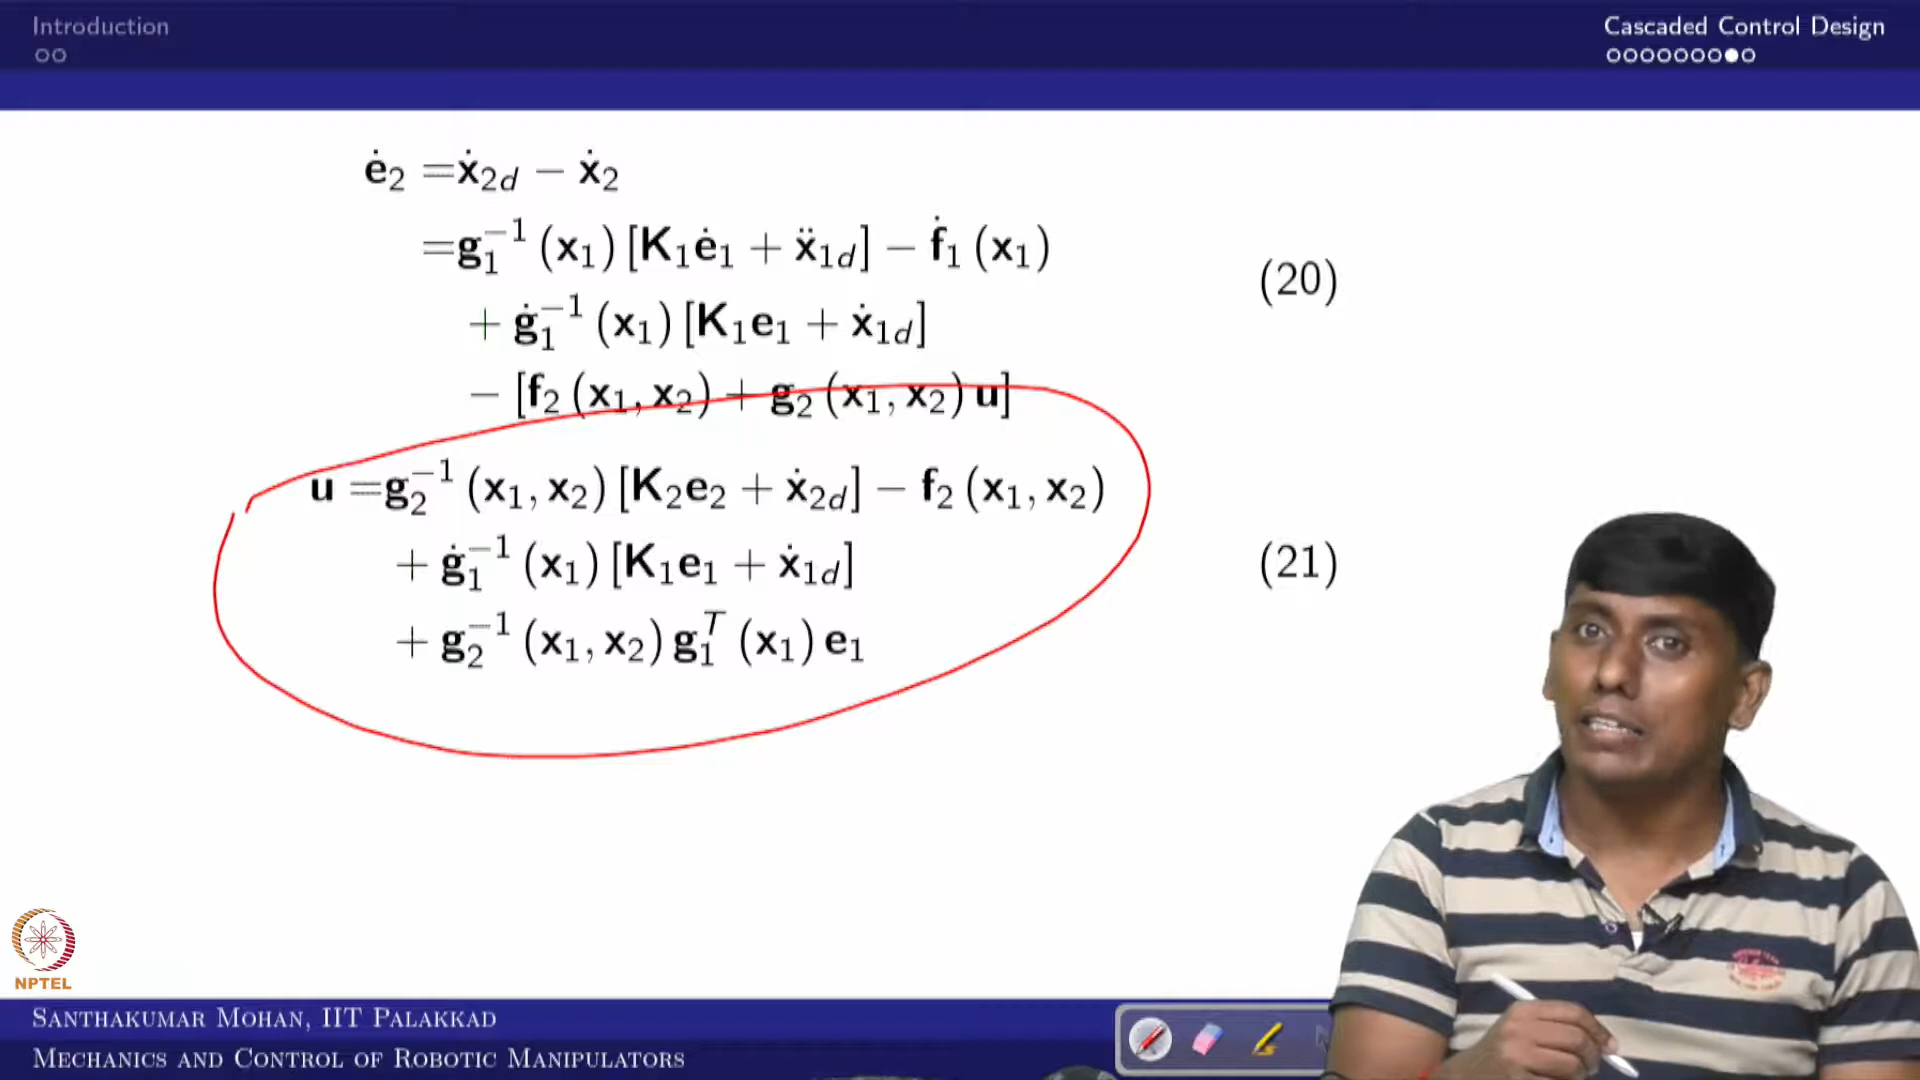 Introduction
Cascaded Control Design
ė₂ =ẋ₂d − ẋ₂
=g₁⁻¹ (x₁) [K₁ė₁ + ẍ₁d] − ḟ₁ (x₁)
+ ġ₁⁻¹ (x₁) [K₁e₁ + ẋ₁d]
− [f₂ (x₁, x₂) + g₂ (x₁, x₂) u]
(20)
u =g₂⁻¹ (x₁, x₂) [K₂e₂ + ẋ₂d] − f₂ (x₁, x₂)
+ ġ₁⁻¹ (x₁) [K₁e₁ + ẋ₁d]
+ g₂⁻¹ (x₁, x₂) g₁ᵀ (x₁) e₁
(21)
NPTEL
SANTHAKUMAR MOHAN, IIT PALAKKAD
MECHANICS AND CONTROL OF ROBOTIC MANIPULATORS